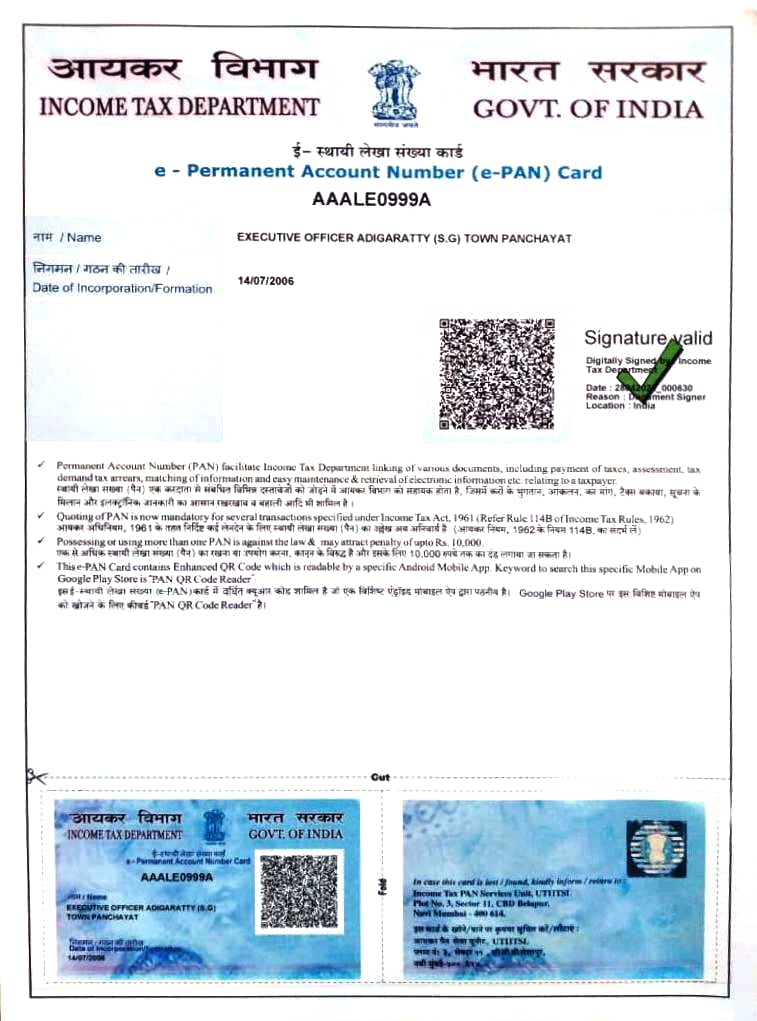 आयकर विभाग
INCOME TAX DEPARTMENT
सत्यमेव जयते
भारत सरकार
GOVT. OF INDIA
ई- स्थायी लेखा संख्या कार्ड
e - Permanent Account Number (e-PAN) Card
AAALE0999A
नाम / Name
EXECUTIVE OFFICER ADIGARATTY (S.G) TOWN PANCHAYAT
निगमन / गठन की तारीख /
Date of Incorporation/Formation
14/07/2006
Signature valid
Digitally Signed by Income
Tax Department
Date :
Reason : Document Signer
Location : India
✓ Permanent Account Number (PAN) facilitate Income Tax Department linking of various documents, including payment of taxes, assessment, tax
demand tax arrears, matching of information and easy maintenance & retrieval of electronic information etc. relating to a taxpayer.
स्थायी लेखा संख्या (पैन) एक करदाता से संबंधित विभिन्न दस्तावेजों को जोड़ने में आयकर विभाग को सहायक होता है, जिसमें करों के भुगतान, आकलन, कर मांग, टैक्स बकाया, सूचना के
मिलान और इलक्ट्रॉनिक जानकारी का आसान रखरखाव व बहाली आदि भी शामिल है ।
✓ Quoting of PAN is now mandatory for several transactions specified under Income Tax Act, 1961 (Refer Rule 114B of Income Tax Rules, 1962)
आयकर अधिनियम, 1961 के तहत निर्दिष्ट कई लेनदेन के लिए स्थायी लेखा संख्या (पैन) का उल्लेख अब अनिवार्य है (आयकर नियम, 1962 के नियम 114B, का संदर्भ लें)
✓ Possessing or using more than one PAN is against the law & may attract penalty of upto Rs. 10,000.
एक से अधिक स्थायी लेखा संख्या (पैन) का रखना या उपयोग करना, कानून के विरुद्ध है और इसके लिए 10,000 रुपये तक का दंड लगाया जा सकता है।
✓ This e-PAN Card contains Enhanced QR Code which is readable by a specific Android Mobile App. Keyword to search this specific Mobile App on
Google Play Store is "PAN QR Code Reader"
इस ई-स्थायी लेखा संख्या (e-PAN) कार्ड में वर्धित क्यूआर कोड शामिल है जो एक विशिष्ट एंड्रॉइड मोबाइल ऐप द्वारा पठनीय है। Google Play Store पर इस विशिष्ट मोबाइल ऐप
को खोजने के लिए कीवर्ड "PAN QR Code Reader" है।
Cut
आयकर विभाग
INCOME TAX DEPARTMENT
भारत सरकार
GOVT. OF INDIA
ई-स्थायी लेखा संख्या कार्ड
e-Permanent Account Number Card
AAALE0999A
नाम / Name
EXECUTIVE OFFICER ADIGARATTY (S.G)
TOWN PANCHAYAT
निगमन / गठन की तारीख
Date of Incorporation/Formation
14/07/2006
Fold
In case this card is lost / found, kindly inform / return to :
Income Tax PAN Services Unit, UTIITSL
Plot No. 3, Sector 11, CBD Belapur,
Navi Mumbai - 400 614.
इस कार्ड के खोने/पाने पर कृपया सूचित करें/लौटाएं :
आयकर पैन सेवा यूनीट, UTIITSL
प्लाट नं: ३, सेक्टर ११, सी.बी.डी.बेलापुर,
नवी मुंबई-४०० ६१४.